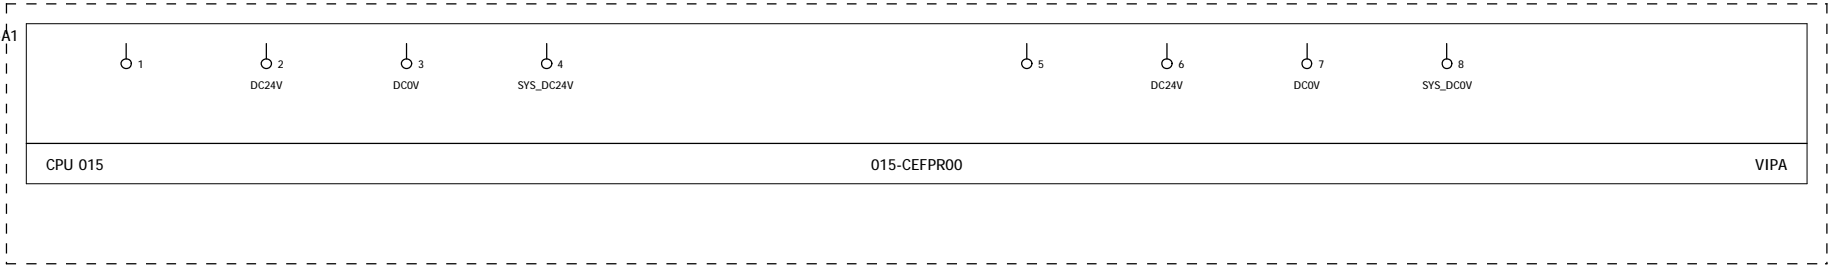 A1
1 2 3 4 5 6 7 8
DC24V DC0V SYS_DC24V DC24V DC0V SYS_DC0V
CPU 015 015-CEFPR00 VIPA